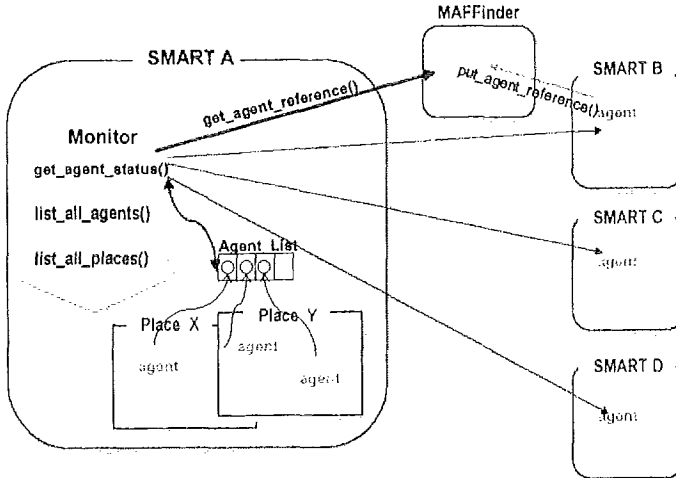 MAFFinder
SMART A
SMART B
get_agent_reference()
put_agent_reference()
agent
Monitor
get_agent_status()
list_all_agents()
list_all_places()
Agent List
SMART C
agent
Place X
Place Y
agent
agent
agent
SMART D
agent